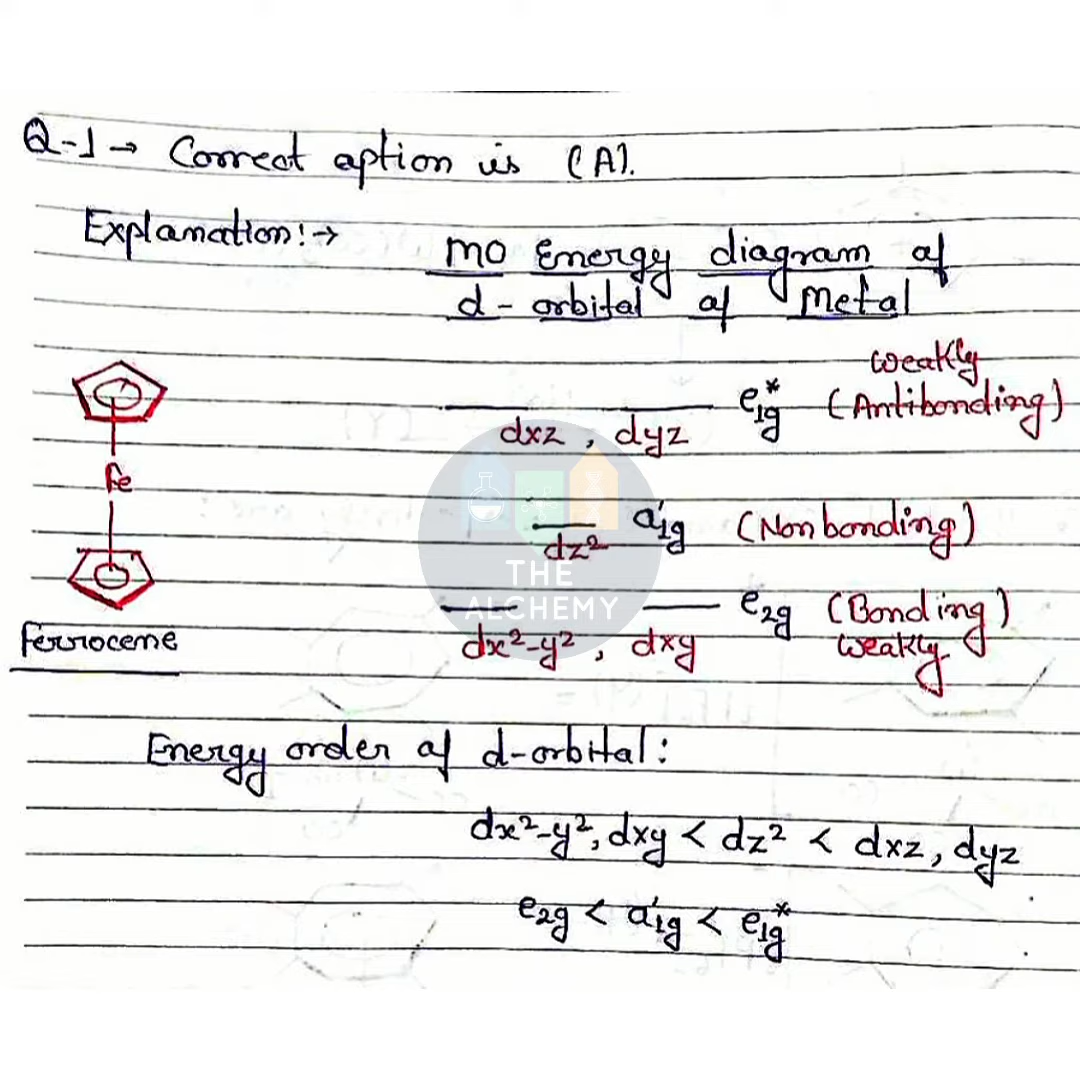 Q-1 → Correct option is (A).
Explanation:→
MO Energy diagram of
d-orbital of Metal
weakly
e1g* (Antibonding)
dxz, dyz
Fe
a'1g (Nonbonding)
dz²
THE
ALCHEMY
e2g (Bonding)
ferrocene
dx²-y², dxy
weakly
Energy order of d-orbital:
dx²-y², dxy < dz² < dxz, dyz
e2g < a'1g < e1g*